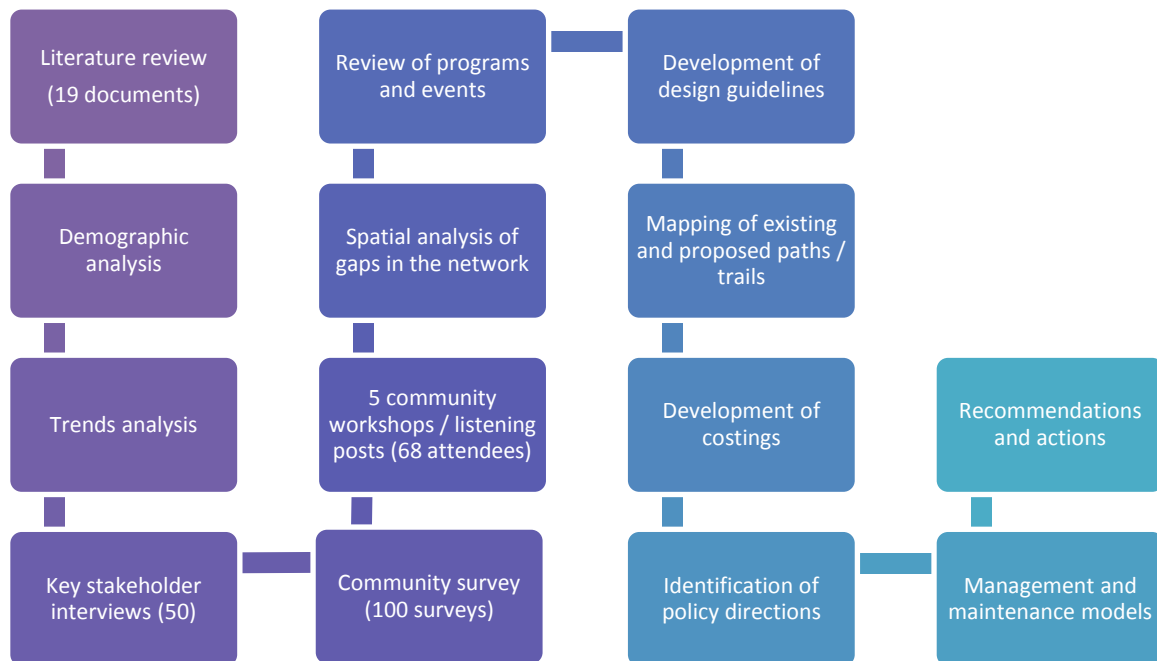 Literature review
(19 documents)
Demographic
analysis
Trends analysis
Key stakeholder
interviews (50)
Community survey
(100 surveys)
5 community
workshops / listening
posts (68 attendees)
Spatial analysis of
gaps in the network
Review of programs
and events
Development of
design guidelines
Mapping of existing
and proposed paths /
trails
Development of
costings
Identification of
policy directions
Management and
maintenance models
Recommendations
and actions